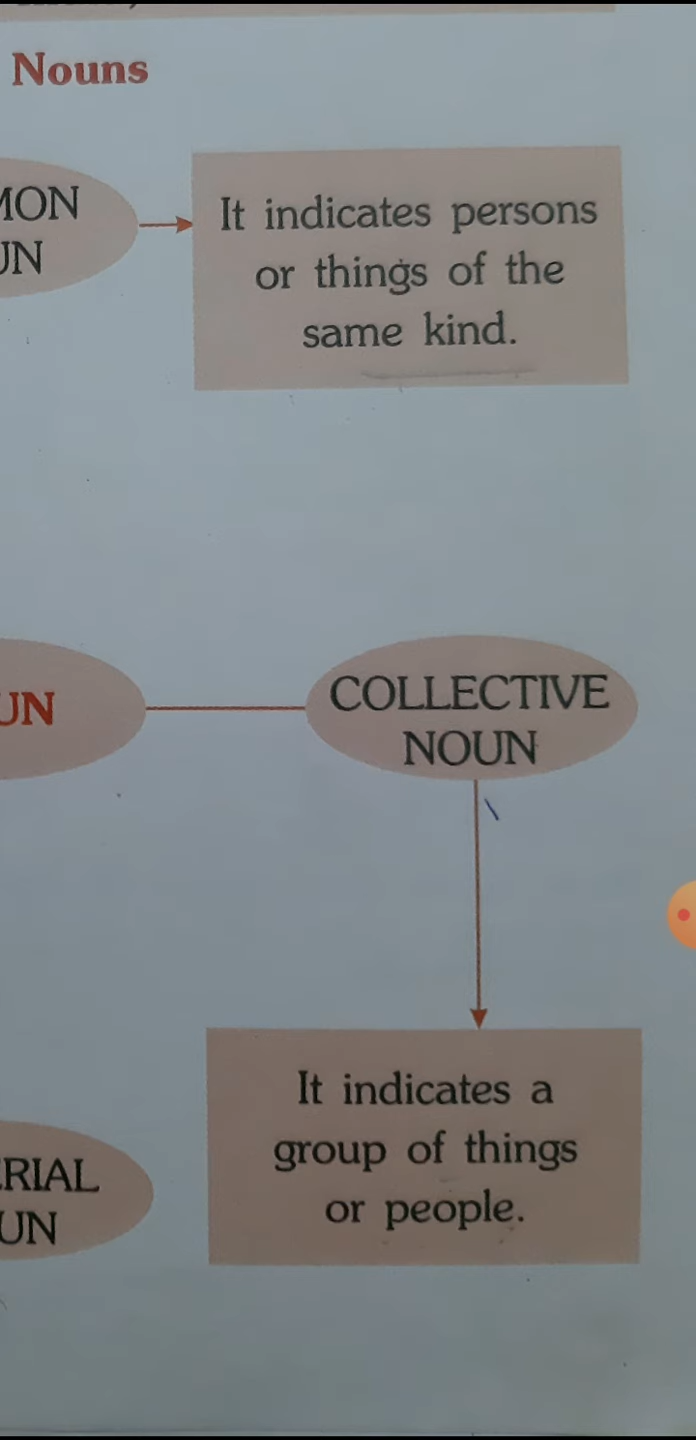 Nouns
MON
UN
It indicates persons
or things of the
same kind.
UN
COLLECTIVE
NOUN
It indicates a
group of things
or people.
ERIAL
UN